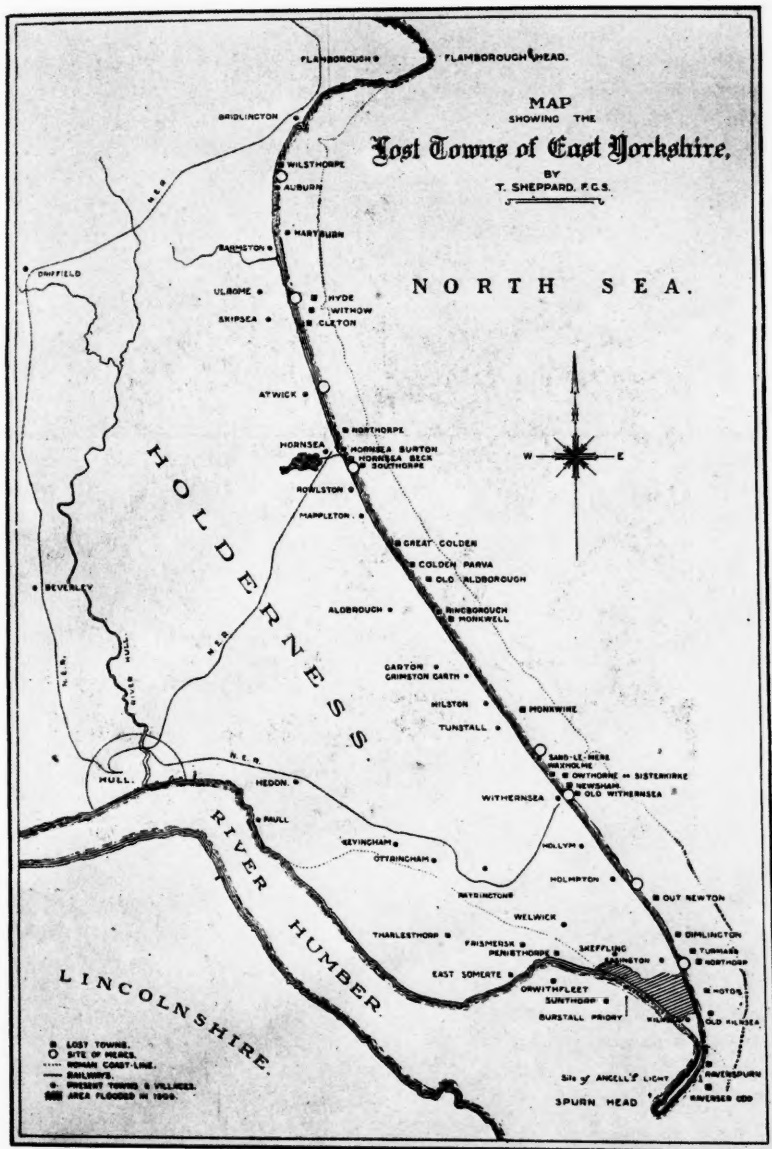 FLAMBOROUGH
FLAMBOROUGH HEAD.
MAP
SHOWING THE
Lost Towns of East Yorkshire,
BY
T. SHEPPARD, F.G.S.
BRIDLINGTON
N.E.R.
WILSTHORPE
AUBURN
HARTBURN
BARMSTON
DRIFFIELD
NORTH SEA.
ULROME
HYDE
WITHOW
SKIPSEA
CLETON
ATWICK
NORTHORPE
HORNSEA
HORNSEA BURTON
HORNSEA BECK
SOUTHORPE
W
E
ROWLSTON
MAPPLETON
HOLDERNESS
GREAT COLDEN
COLDEN PARVA
OLD ALDBOROUGH
BEVERLEY
ALDBROUGH
RINGBOROUGH
MONKWELL
N.E.R.
N.E.R.
RIVER HULL
GARTON
GRIMSTON GARTH
HILSTON
MONKWIKE
TUNSTALL
SAND-LE-MERE
WAXHOLME
OWTHORNE OR SISTERKIRKE
NEWSHAM
OLD WITHERNSEA
HULL.
N.E.R.
HEDON.
WITHERNSEA
PAULL
KEYINGHAM
OTTRINGHAM
HOLLYM
RIVER HUMBER.
PATRINGTON
HOLMPTON
OUT NEWTON
WELWICK
DIMLINGTON
THARLESTHORP
FRISMERSK
PENISTHORPE
SKEFFLING
EASINGTON
TURMARR
NORTHORP
EAST SOMERTE
ORWITHFLEET
SUNTHORP
HOTON
BURSTALL PRIORY
KILNSEA
OLD KILNSEA
LINCOLNSHIRE.
LOST TOWNS.
SITE OF MERES.
ROMAN COAST-LINE.
RAILWAYS.
PRESENT TOWNS & VILLAGES.
AREA FLOODED IN
RAVENSPURN
Site of ANGELL'S LIGHT
RAVENSER ODD
SPURN HEAD